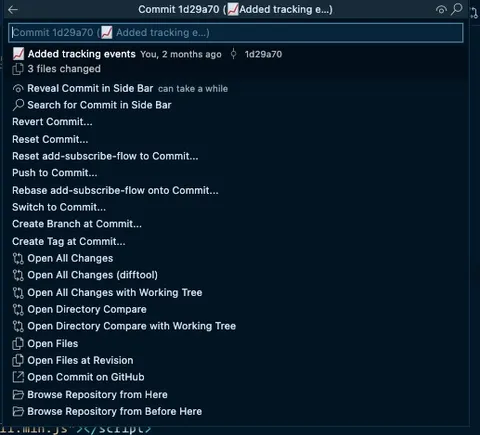 Commit 1d29a70 (📈Added tracking e...)
Commit 1d29a70 (📈 Added tracking e...)
📈 Added tracking events You, 2 months ago 1d29a70
3 files changed
Reveal Commit in Side Bar can take a while
Search for Commit in Side Bar
Revert Commit...
Reset Commit...
Reset add-subscribe-flow to Commit...
Push to Commit...
Rebase add-subscribe-flow onto Commit...
Switch to Commit...
Create Branch at Commit...
Create Tag at Commit...
Open All Changes
Open All Changes (difftool)
Open All Changes with Working Tree
Open Directory Compare
Open Directory Compare with Working Tree
Open Files
Open Files at Revision
Open Commit on GitHub
Browse Repository from Here
Browse Repository from Before Here
ll.min.js"></script>